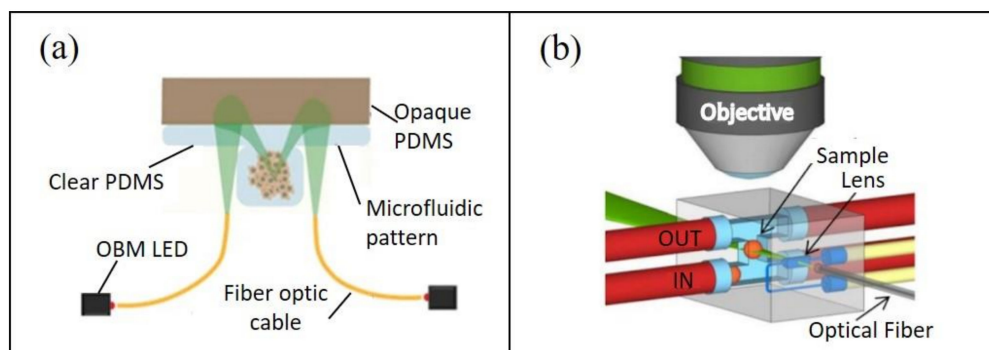 (a)
Opaque
PDMS
Clear PDMS
Microfluidic
pattern
OBM LED
Fiber optic
cable
(b)
Objective
Sample
Lens
OUT
IN
Optical Fiber